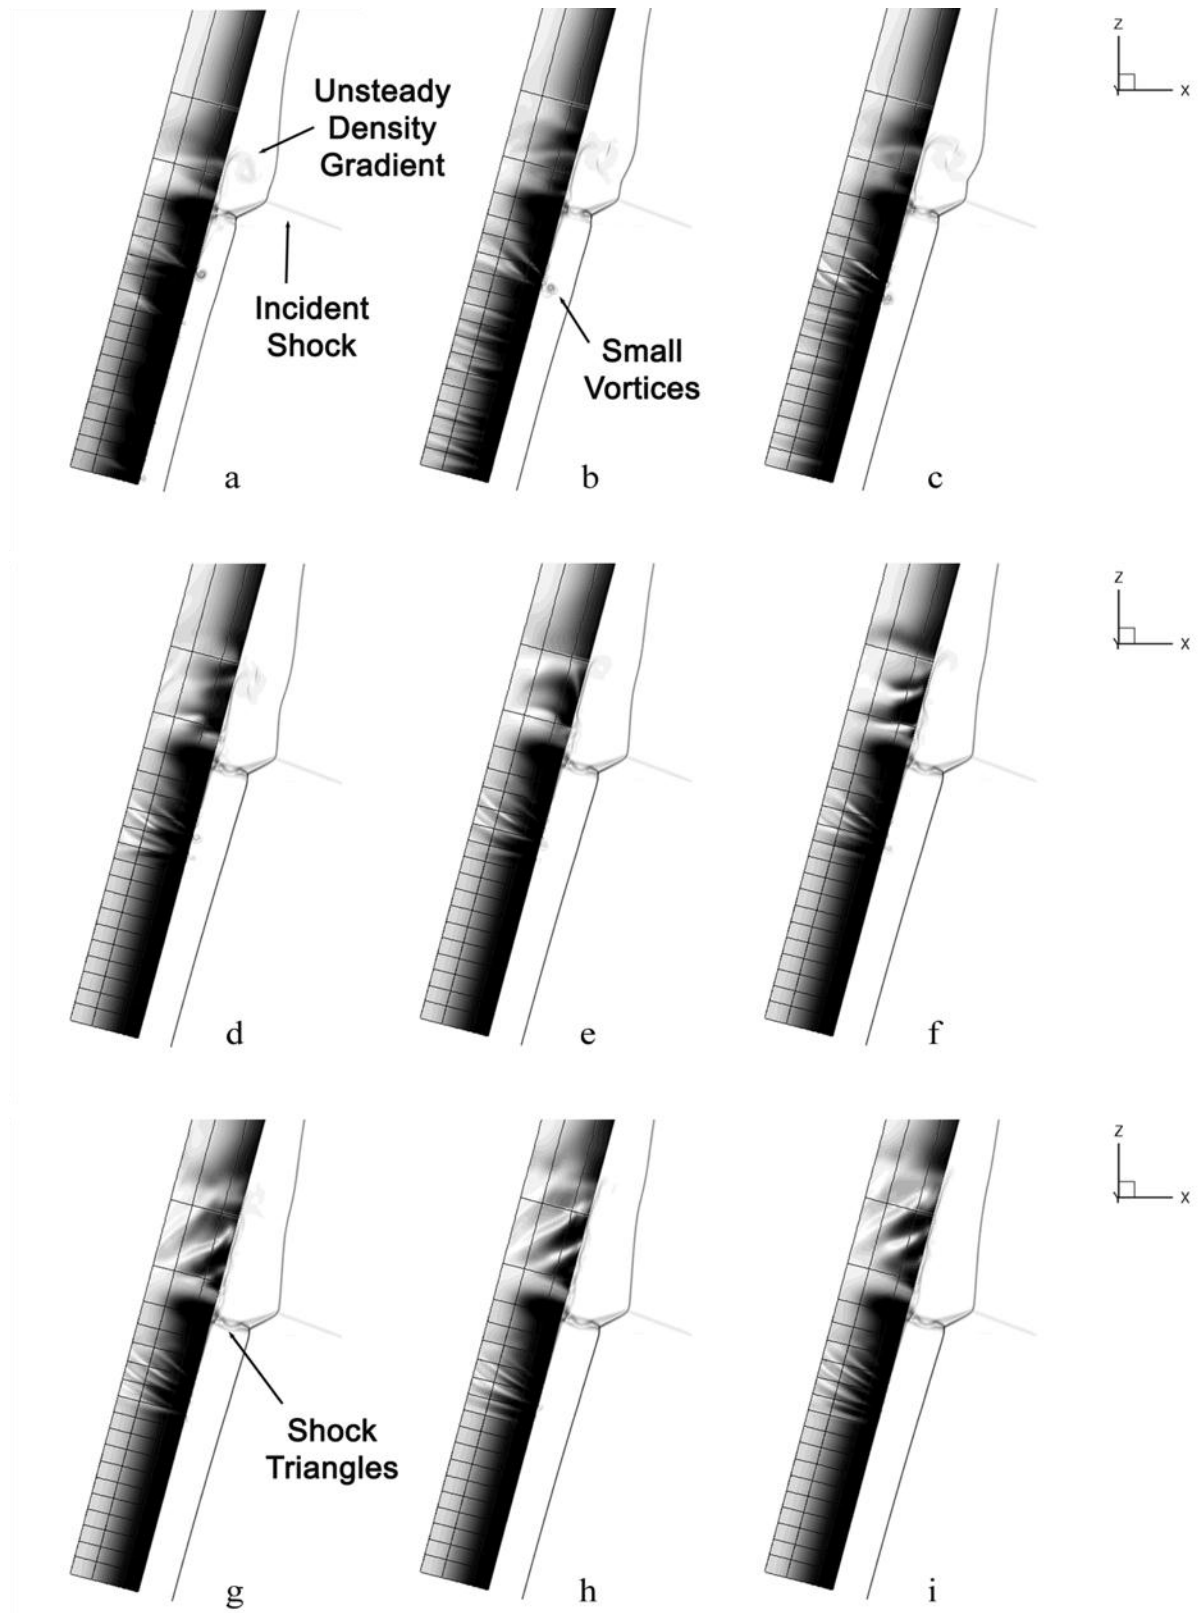 Unsteady
Density
Gradient
Incident
Shock
Small
Vortices
Z
Y
X
a
b
c
Z
Y
X
d
e
f
Z
Y
X
Shock
Triangles
g
h
i